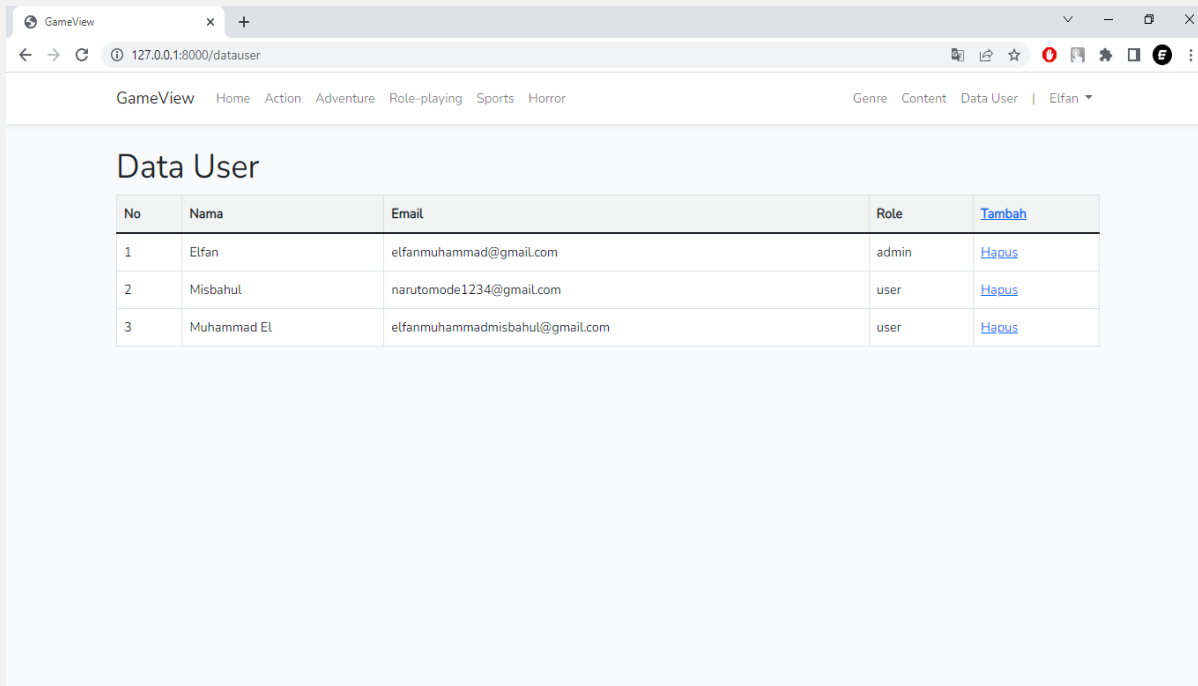 GameView
127.0.0.1:8000/datauser
GameView Home Action Adventure Role-playing Sports Horror Genre Content Data User | Elfan
Data User
No Nama Email Role Tambah
1 Elfan elfanmuhammad@gmail.com admin Hapus
2 Misbahul narutomode1234@gmail.com user Hapus
3 Muhammad El elfanmuhammadmisbahul@gmail.com user Hapus